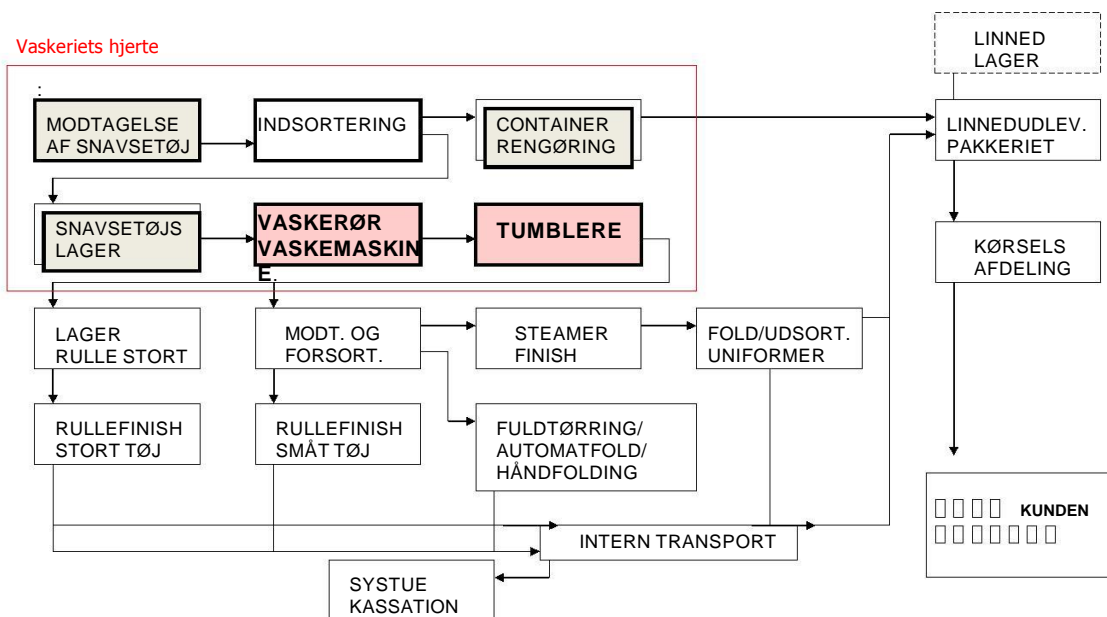 Vaskeriets hjerte
LINNED
LAGER
:
MODTAGELSE
AF SNAVSETØJ
INDSORTERING
CONTAINER
RENGØRING
LINNEDUDLEV.
PAKKERIET
SNAVSETØJS
LAGER
VASKERØR
VASKEMASKIN
E.
TUMBLERE
KØRSELS
AFDELING
LAGER
RULLE STORT
MODT. OG
FORSORT.
STEAMER
FINISH
FOLD/UDSORT.
UNIFORMER
RULLEFINISH
STORT TØJ
RULLEFINISH
SMÅT TØJ
FULDTØRRING/
AUTOMATFOLD/
HÅNDFOLDING
KUNDEN
INTERN TRANSPORT
SYSTUE
KASSATION